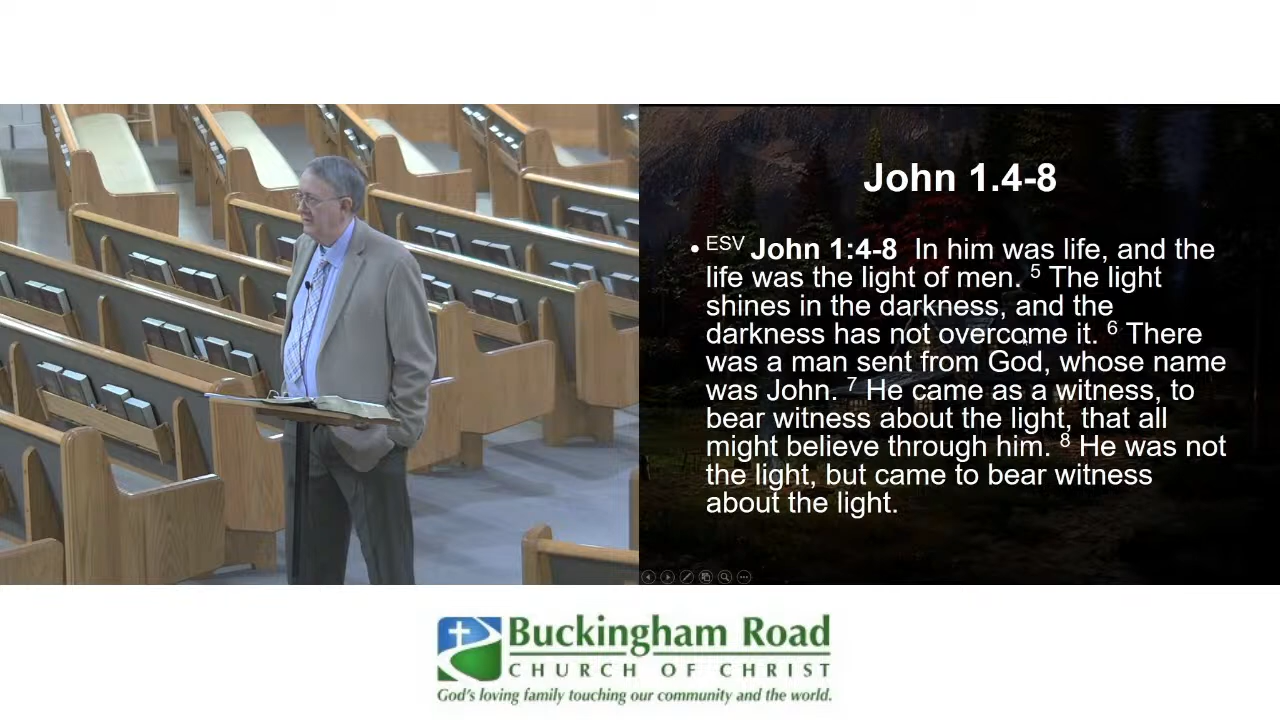 John 1.4-8
• ESV John 1:4-8 In him was life, and the
life was the light of men. 5 The light
shines in the darkness, and the
darkness has not overcome it. 6 There
was a man sent from God, whose name
was John. 7 He came as a witness, to
bear witness about the light, that all
might believe through him. 8 He was not
the light, but came to bear witness
about the light.
Buckingham Road
CHURCH OF CHRIST
God's loving family touching our community and the world.